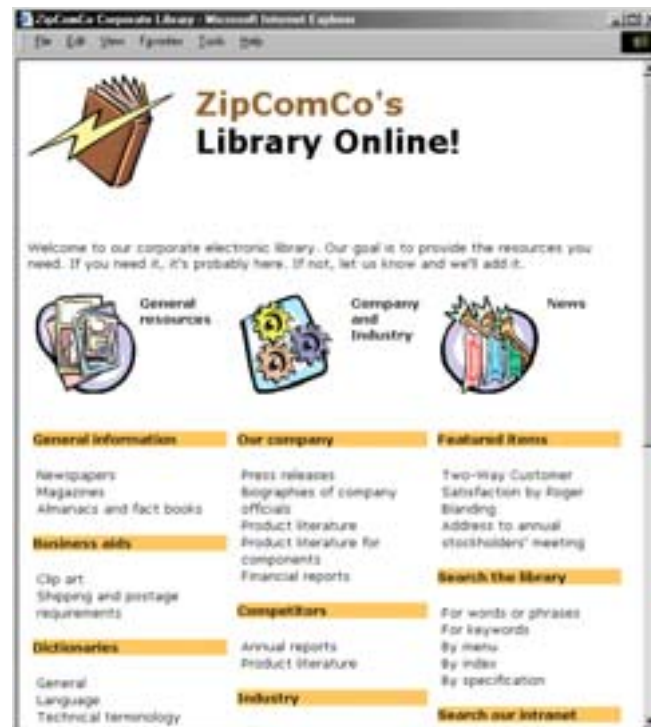 ZipComCo Corporate Library - Microsoft Internet Explorer
File Edit View Favorites Tools Help
ZipComCo's
Library Online!
Welcome to our corporate electronic library. Our goal is to provide the resources you
need. If you need it, it's probably here. If not, let us know and we'll add it.
General
resources
Company
and
Industry
News
General information
Newspapers
Magazines
Almanacs and fact books
Business aids
Clip art
Shipping and postage
requirements
Dictionaries
General
Language
Technical terminology
Our company
Press releases
Biographies of company
officials
Product literature
Product literature for
components
Financial reports
Competitors
Annual reports
Product literature
Industry
Featured items
Two-Way Customer
Satisfaction by Roger
Blanding
Address to annual
stockholders' meeting
Search the library
For words or phrases
For keywords
By menu
By index
By specification
Search our intranet